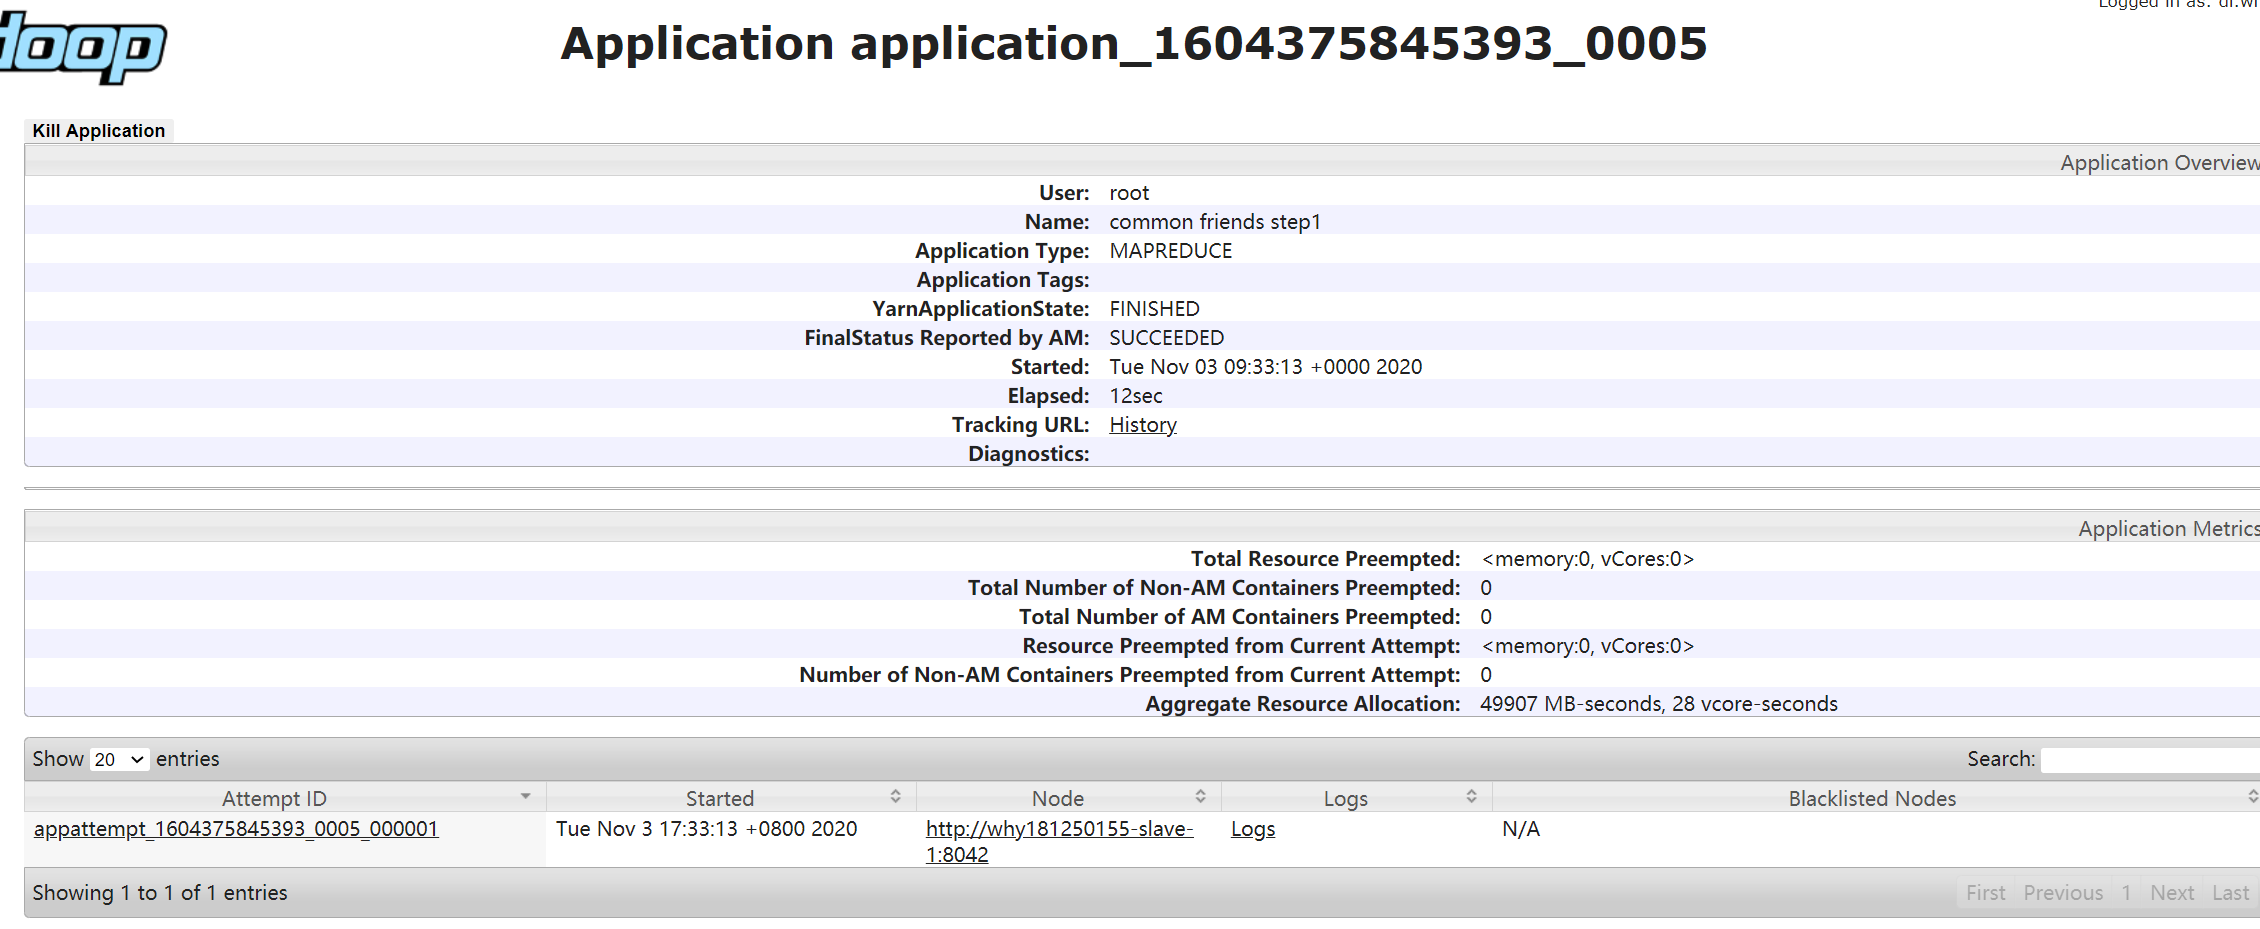 doop
Application application_1604375845393_0005
Kill Application
Application Overview
User: root
Name: common friends step1
Application Type: MAPREDUCE
Application Tags:
YarnApplicationState: FINISHED
FinalStatus Reported by AM: SUCCEEDED
Started: Tue Nov 03 09:33:13 +0000 2020
Elapsed: 12sec
Tracking URL: History
Diagnostics:
Application Metrics
Total Resource Preempted: <memory:0, vCores:0>
Total Number of Non-AM Containers Preempted: 0
Total Number of AM Containers Preempted: 0
Resource Preempted from Current Attempt: <memory:0, vCores:0>
Number of Non-AM Containers Preempted from Current Attempt: 0
Aggregate Resource Allocation: 49907 MB-seconds, 28 vcore-seconds
Show 20 entries Search:
Attempt ID Started Node Logs Blacklisted Nodes
appattempt_1604375845393_0005_000001 Tue Nov 3 17:33:13 +0800 2020 http://why181250155-slave- Logs N/A
1:8042
Showing 1 to 1 of 1 entries First Previous 1 Next Last